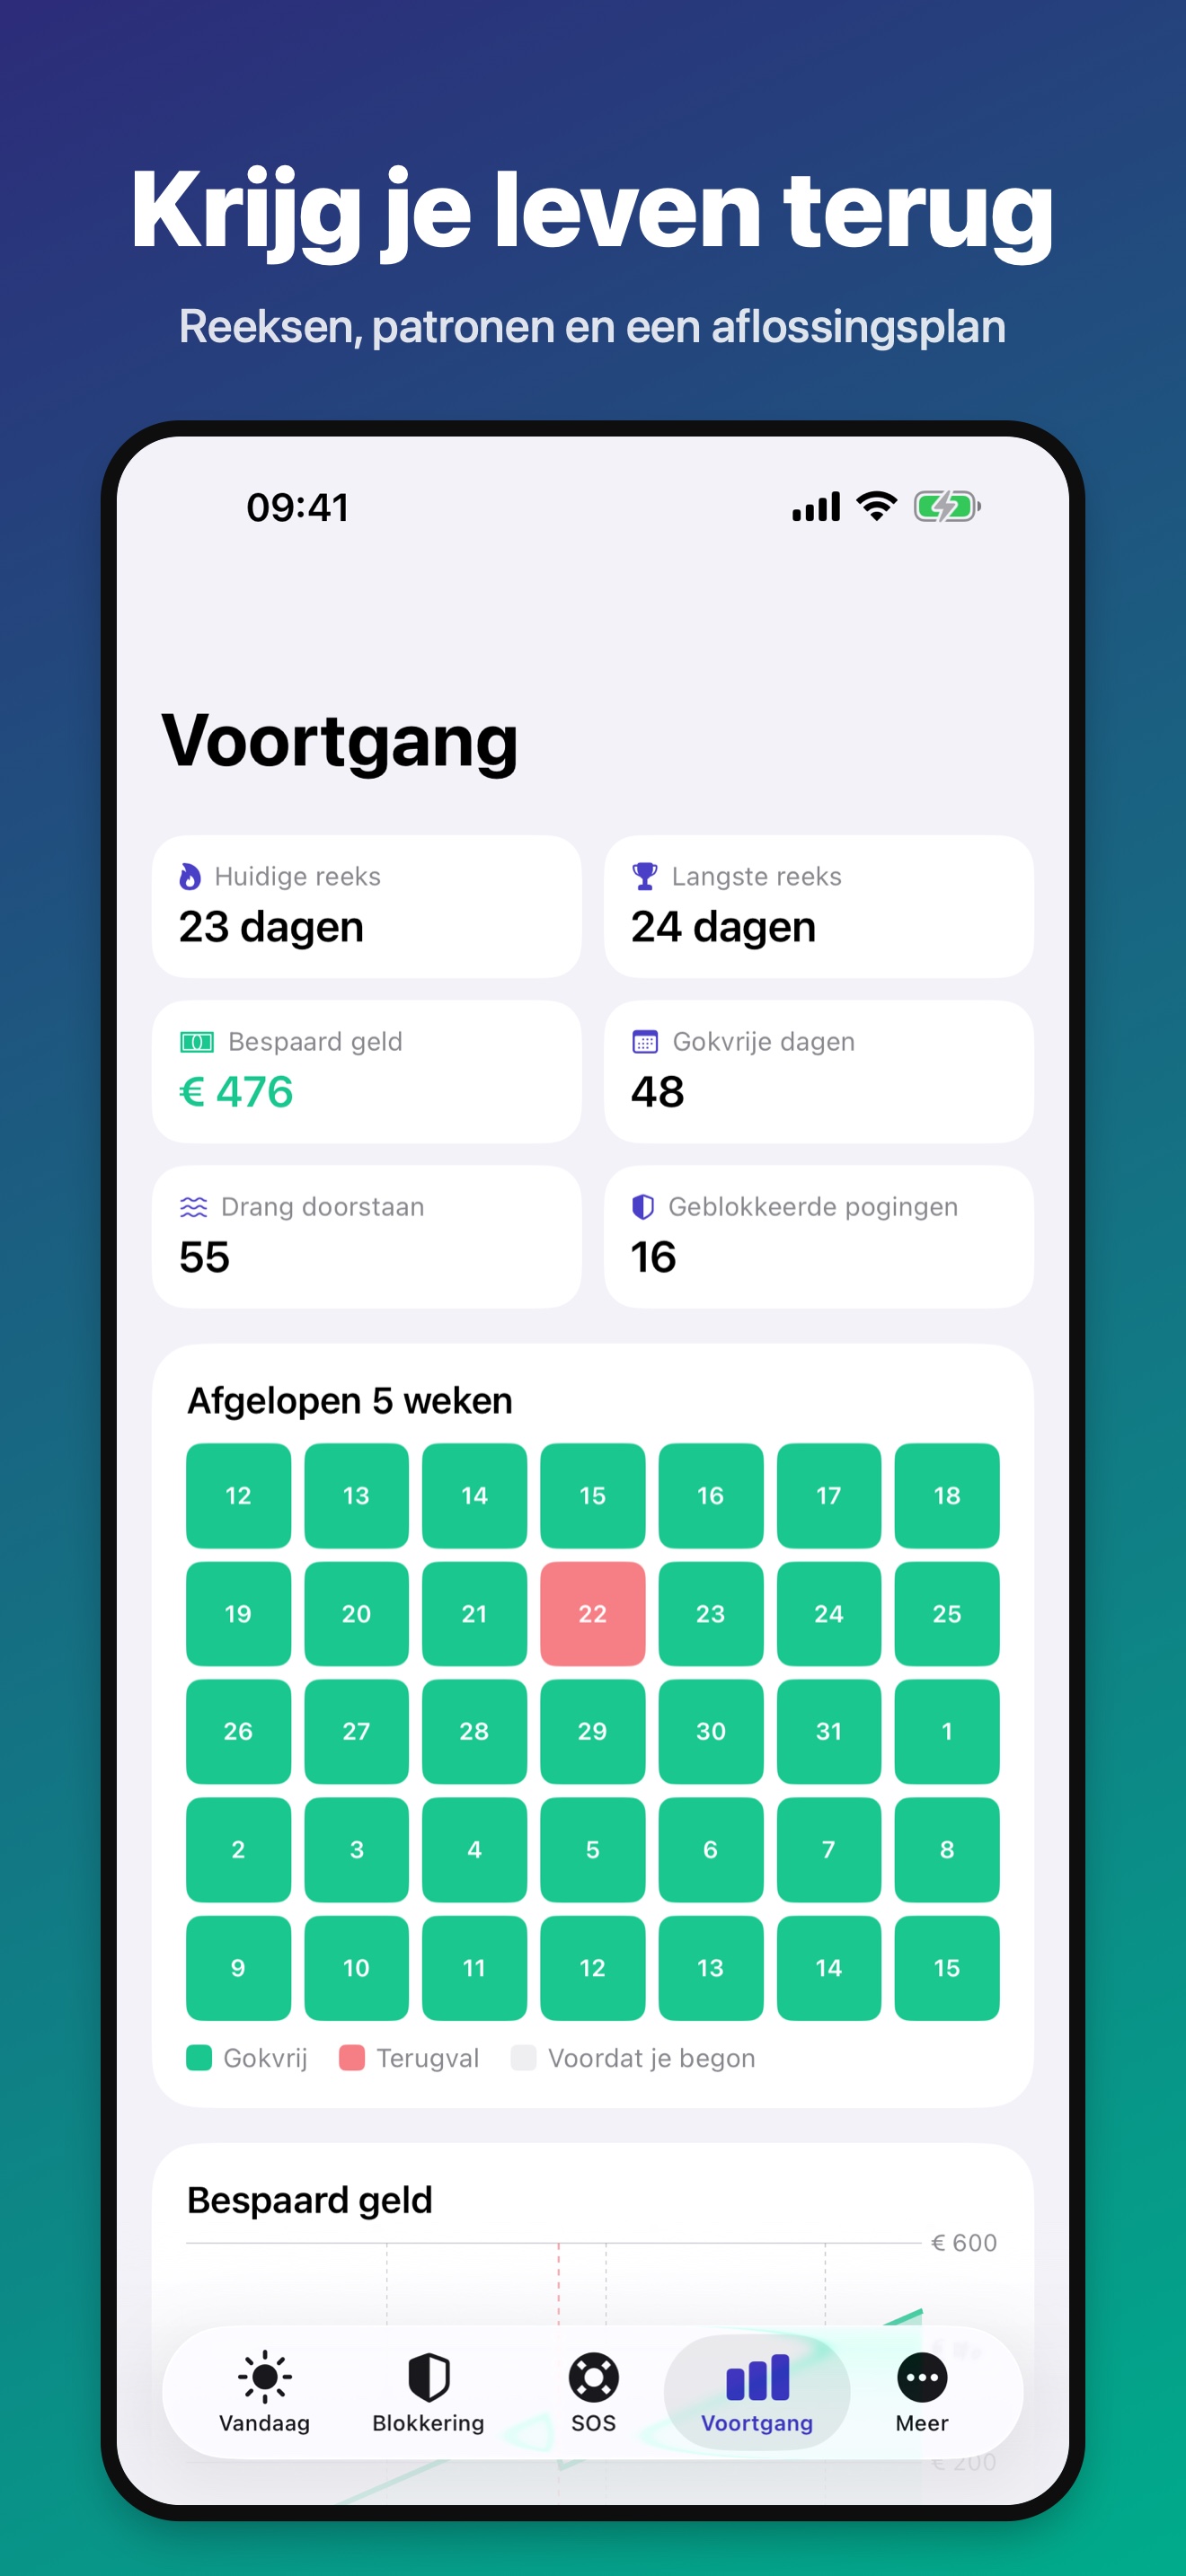 Krijg je leven terug
Reeksen, patronen en een aflossingsplan
09:41
Voortgang
Huidige reeks
23 dagen
Langste reeks
24 dagen
Bespaard geld
€ 476
Gokvrije dagen
48
Drang doorstaan
55
Geblokkeerde pogingen
16
Afgelopen 5 weken
12 13 14 15 16 17 18
19 20 21 22 23 24 25
26 27 28 29 30 31 1
2 3 4 5 6 7 8
9 10 11 12 13 14 15
Gokvrij Terugval Voordat je begon
Bespaard geld
€ 600
Vandaag Blokkering SOS Voortgang Meer
€ 200